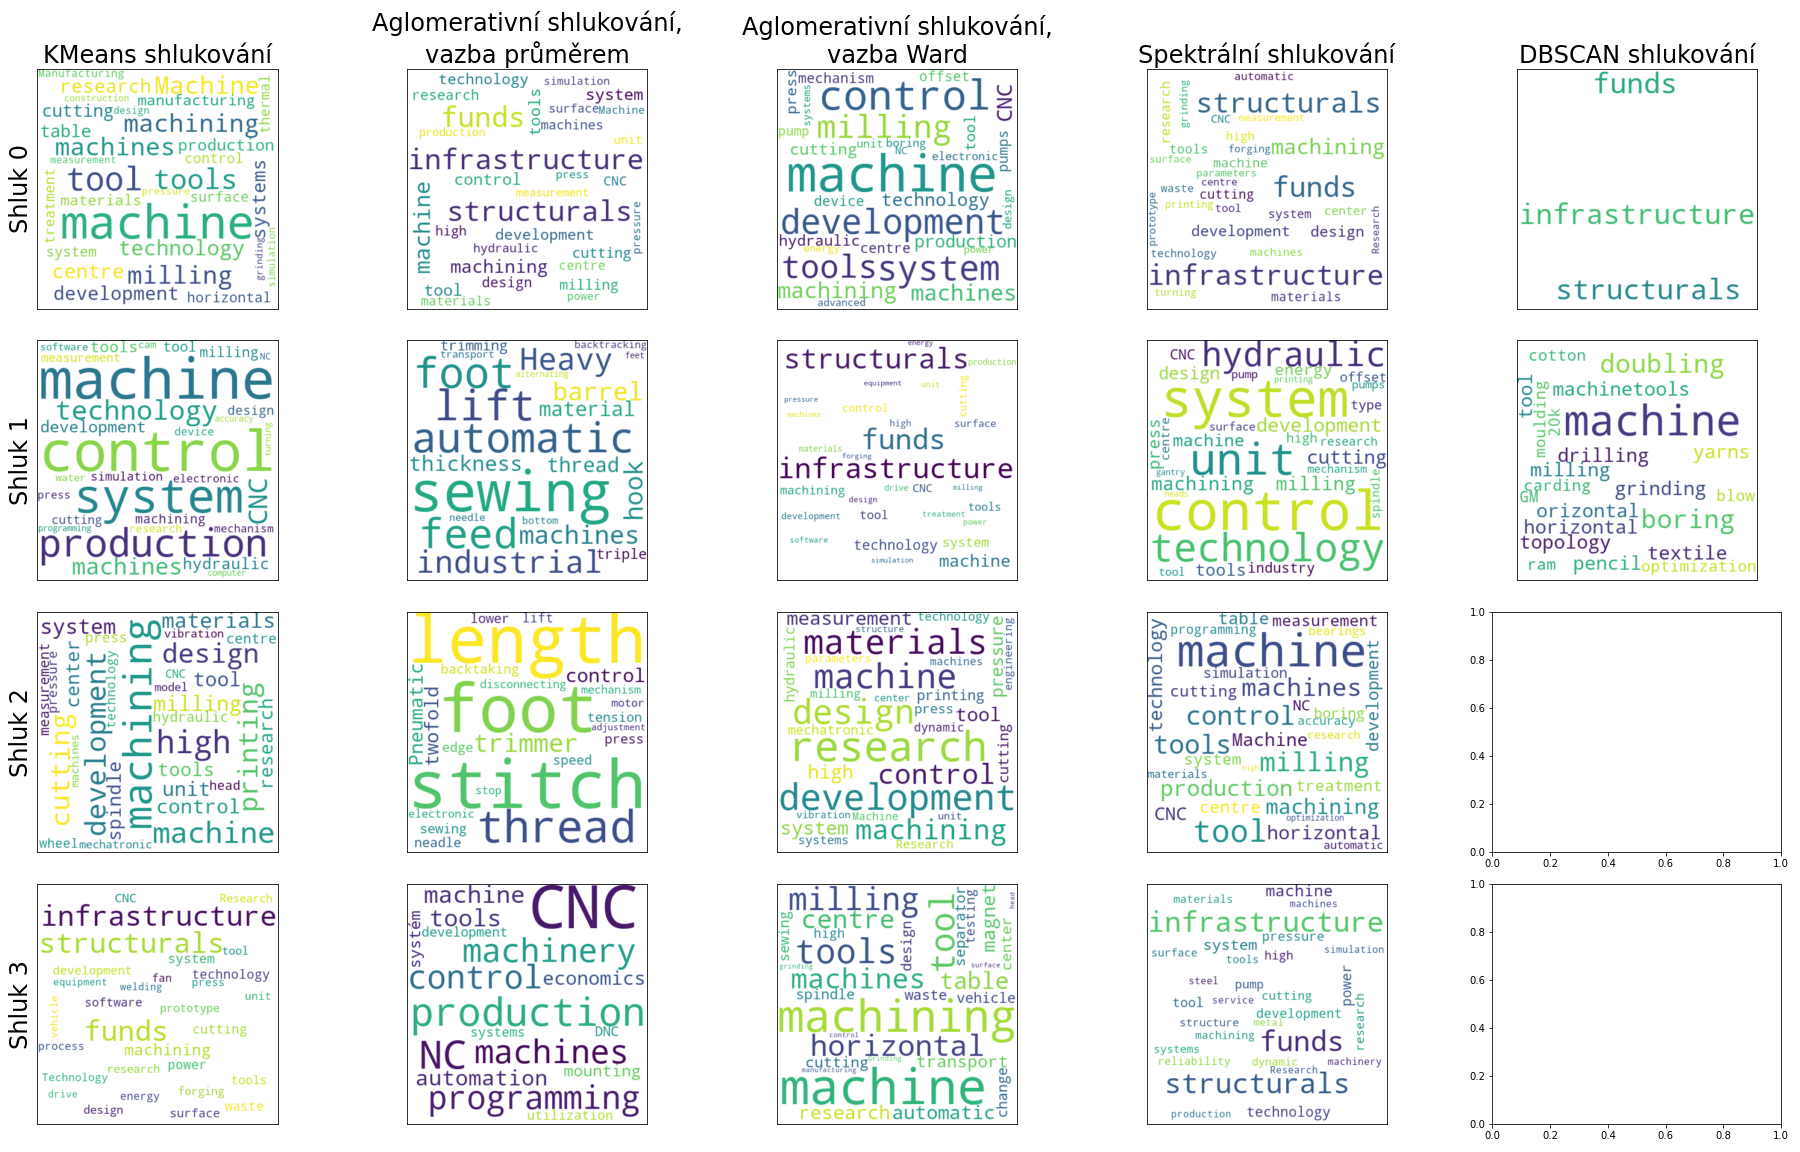 Aglomerativní shlukování,
Aglomerativní shlukování,
KMeans shlukování
vazba průměrem
vazba Ward
Spektrální shlukování
DBSCAN shlukování
Shluk 0
Manufacturing
research Machine
construction
manufacturing
thermal
cutting design
table machining
machines production
measurement control
tool tools
treatment
pressure
materials surface
systems
machine
system technology
centre milling
grinding
simulation
development horizontal
technology simulation
research system
tools
funds surface Machine
production machines
unit
infrastructure
control press CNC
machine
measurement
structurals
high development
pressure
hydraulic cutting
machining centre
design milling
tool power
materials
press mechanism offset
systems
control CNC
pump milling tool
cutting unit boring
NC electronic
pumps
machine
device technology
development design
hydraulic production
energy centre power
tools system
machining machines
advanced
automatic
research grinding
structurals
CNC measurement
high
tools forging machining
surface machine
parameters
waste centre funds
cutting
printing tool system center
prototype
development design
Research
technology machines
infrastructure
turning materials
funds
infrastructure
structurals
Shluk 1
software tools cam tool
measurement milling NC
machine
technology design
accuracy
development device
turning
control
water simulation electronic
press
system CNC
cutting machining
programming research mechanism
production
machines hydraulic
computer
trimming backtracking
transport Heavy feet
foot alternating
barrel
lift material
automatic
thickness thread
hook
sewing
needle bottom
feed machines
industrial triple
energy
structurals production
equipment unit
cutting
pressure
machines control
high surface
funds
materials
forging
infrastructure
machining drive CNC milling
design tools
development tool treatment
power
software
technology system
simulation machine
CNC hydraulic
design pump energy offset
printing pumps
system type
surface development
press centre
machine high research
unit cutting
gantry mechanism
machining milling
spindle
heads
control
technology
tool tools industry
cotton doubling
tool machinetools
moulding
20k machine
drilling yarns
milling
carding grinding blow
GM
orizontal
horizontal boring
topology textile
ram pencil optimization
Shluk 2
system materials
press vibration centre
measurement
pressure
center
development
technology
machining
design
CNC tool
model
milling
hydraulic
cutting
machines
high
printing
research
tools
spindle
unit head
control
machine
wheel mechatronic
lower lift
length
backtaking control
disconnecting mechanism
Pneumatic
twofold
foot motor
tension
adjustment
edge trimmer press
speed
stitch
stop
electronic
sewing thread
neadle
measurement technology
structure
materials
hydraulic
parameters machines
pressure
engineering
machine
milling center printing
design press tool
mechatronic dynamic
research
cutting
high control
development
vibration Machine unit
system machining
systems Research
table measurement
programming bearings
technology
machine
simulation
development
cutting machines
NC boring
control accuracy
tools Machine research
system
high milling
materials
production treatment
CNC centre machining
optimization
tool horizontal
automatic
1.0
0.8
0.6
0.4
0.2
0.0
0.0 0.2 0.4 0.6 0.8 1.0
Shluk 3
CNC Research
infrastructure
structurals tool
system
development fan technology
equipment welding press
unit
software prototype
vehicle
funds cutting
process
machining
research power
Technology
tools
drive energy forging
design surface waste
machine CNC
tools
systém
development
machinery
control economics
production
systems DNC
NC machines
automation mounting
programming
utilization
milling tool
separator
testing
magnet
head
centre
sewing
high
design
center
tools
grinding
surface
machines table
spindle waste vehicle
machining
control
horizontal
cutting Grinding transport
manufacturing
machine change
research automatic
machine
materials machines
infrastructure
system pressure
surface simulation
tools high
steel pump
power
tool service cutting
research
development
structure metal
machining funds
systems
reliability dynamic machinery
Research
structurals
production technology
1.0
0.8
0.6
0.4
0.2
0.0
0.0 0.2 0.4 0.6 0.8 1.0